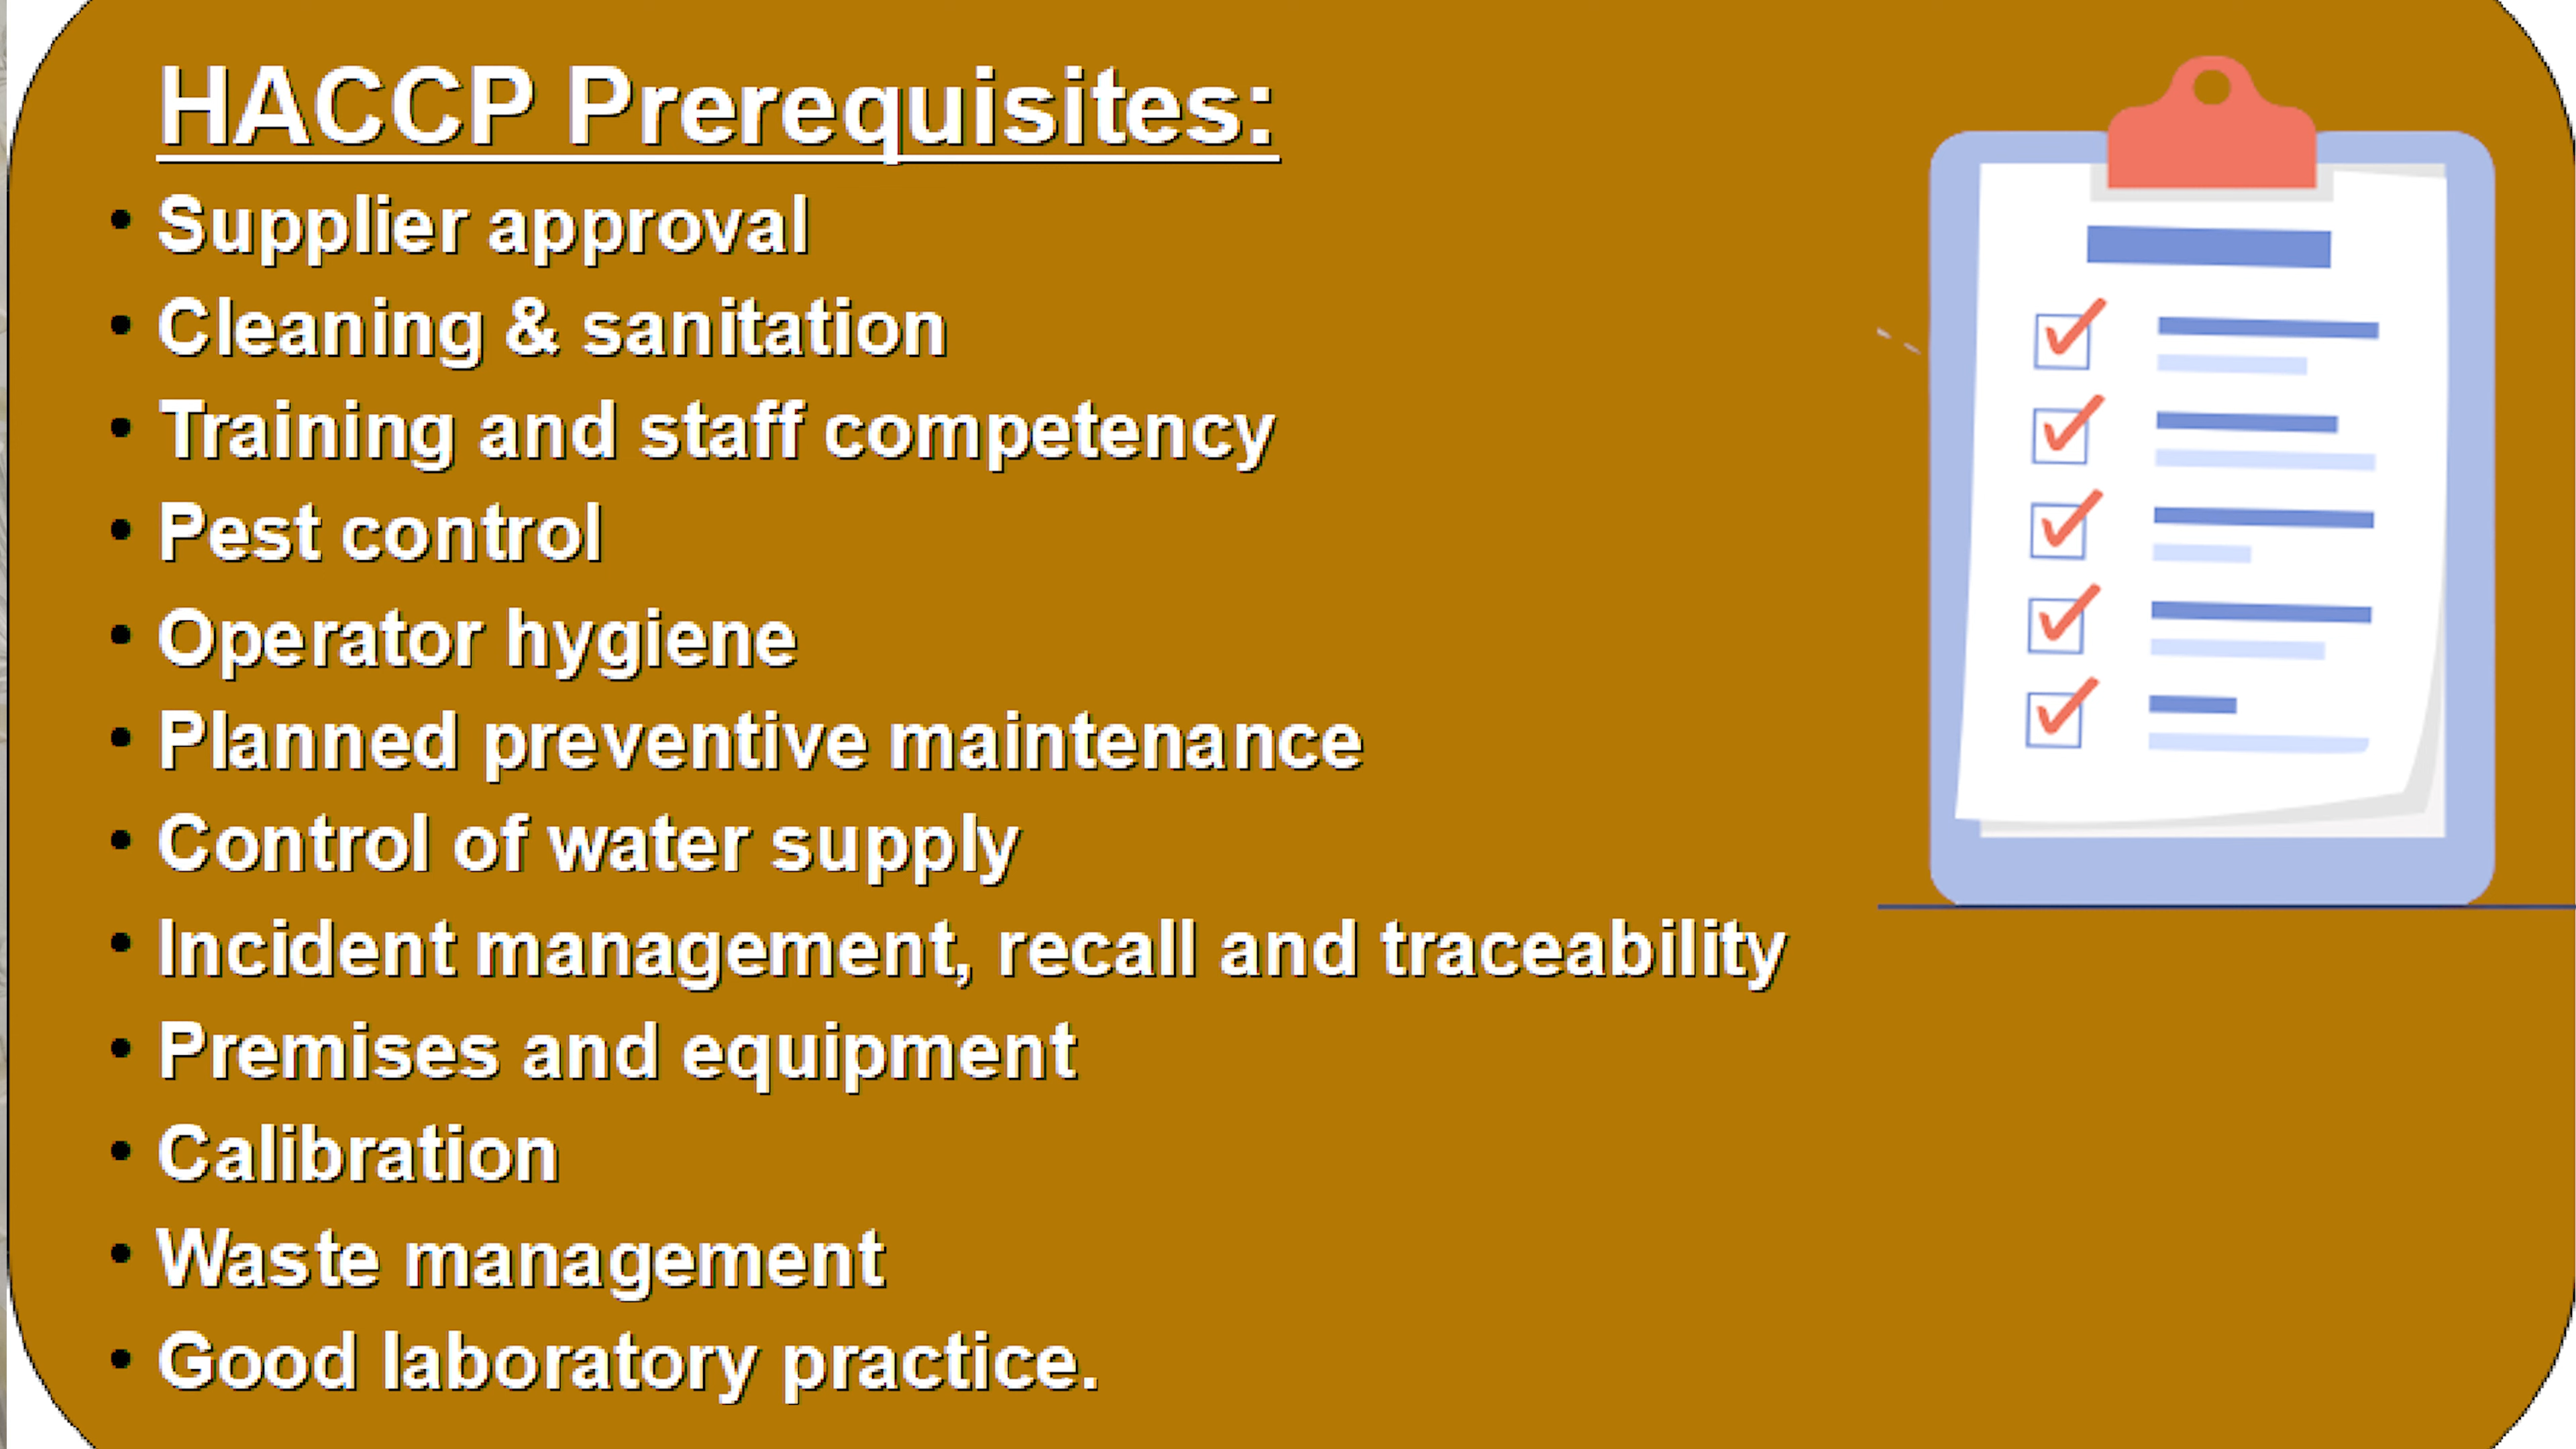 HACCP Prerequisites:
• Supplier approval
• Cleaning & sanitation
• Training and staff competency
• Pest control
• Operator hygiene
• Planned preventive maintenance
• Control of water supply
• Incident management, recall and traceability
• Premises and equipment
• Calibration
• Waste management
• Good laboratory practice.